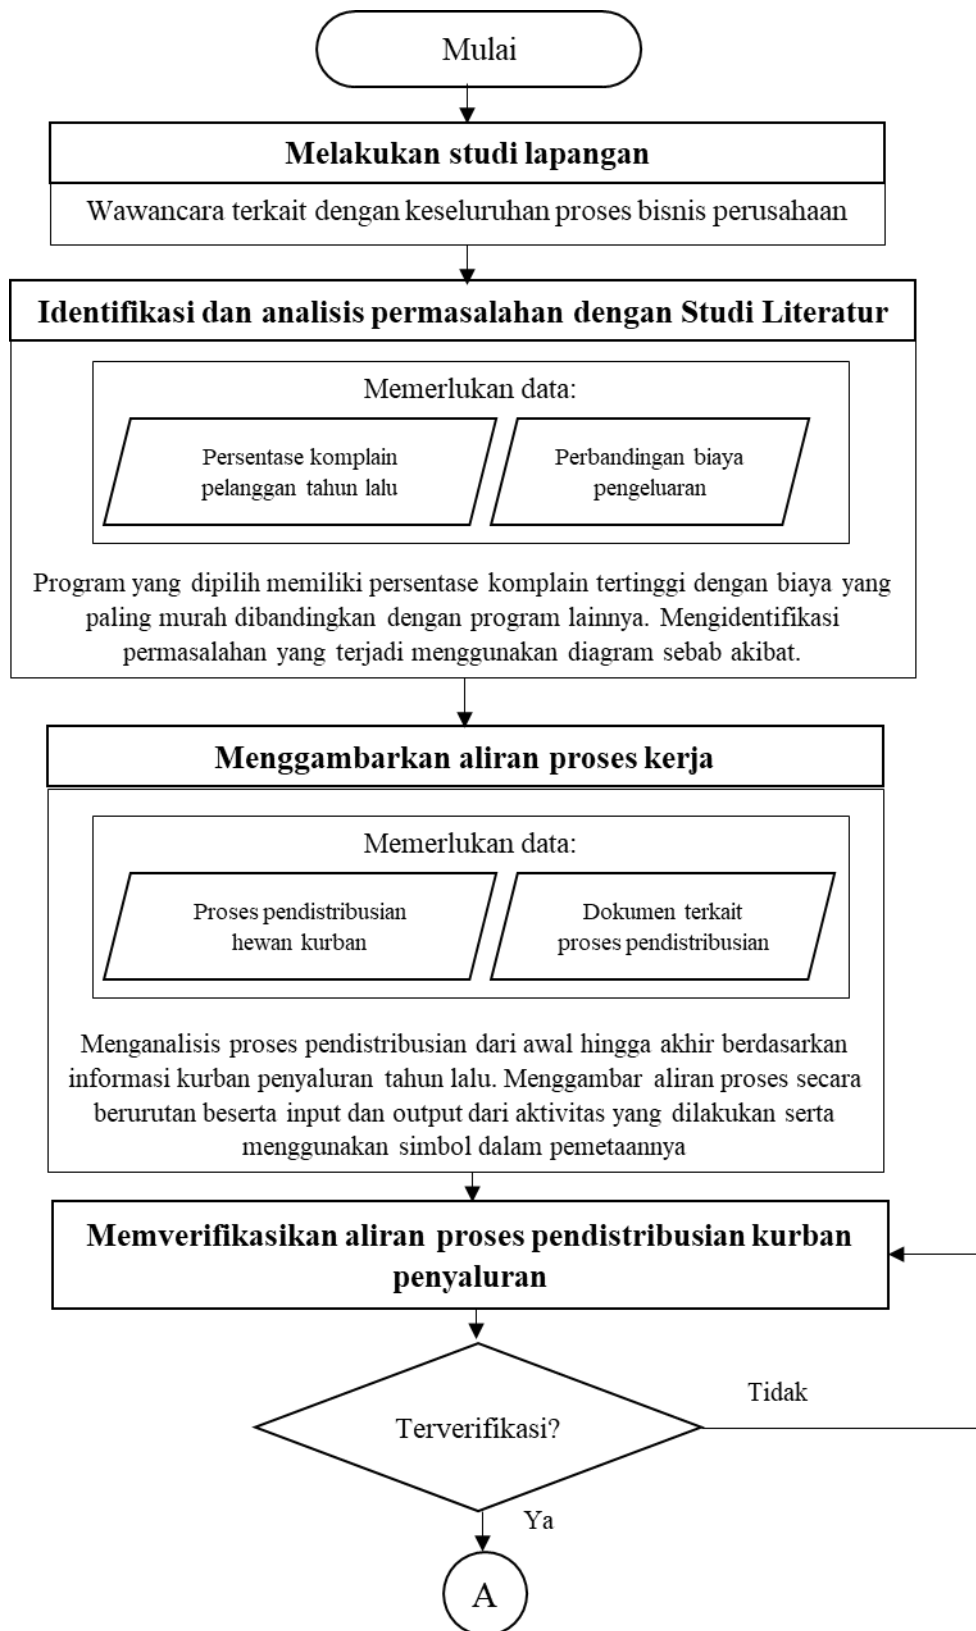 Mulai
Melakukan studi lapangan
Wawancara terkait dengan keseluruhan proses bisnis perusahaan
Identifikasi dan analisis permasalahan dengan Studi Literatur
Memerlukan data:
Persentase komplain
pelanggan tahun lalu
Perbandingan biaya
pengeluaran
Program yang dipilih memiliki persentase komplain tertinggi dengan biaya yang
paling murah dibandingkan dengan program lainnya. Mengidentifikasi
permasalahan yang terjadi menggunakan diagram sebab akibat.
Menggambarkan aliran proses kerja
Memerlukan data:
Proses pendistribusian
hewan kurban
Dokumen terkait
proses pendistribusian
Menganalisis proses pendistribusian dari awal hingga akhir berdasarkan
informasi kurban penyaluran tahun lalu. Menggambar aliran proses secara
berurutan beserta input dan output dari aktivitas yang dilakukan serta
menggunakan simbol dalam pemetaannya
Memverifikasikan aliran proses pendistribusian kurban
penyaluran
Terverifikasi?
Tidak
Ya
A